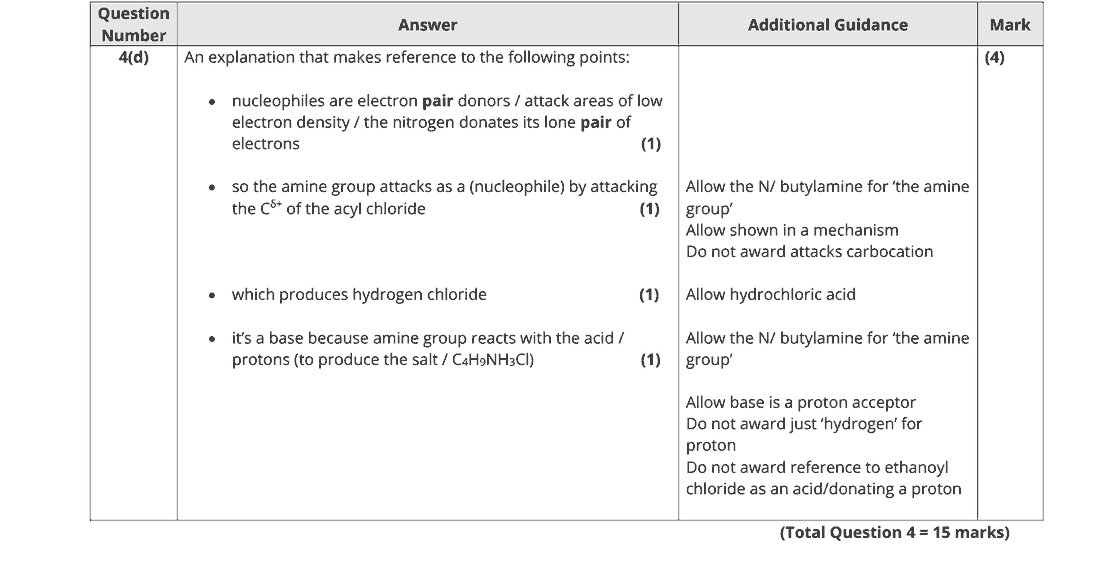 Question Number	Answer	Additional Guidance	Mark
4(d)	An explanation that makes reference to the following points:	(4)
• nucleophiles are electron pair donors / attack areas of low
electron density / the nitrogen donates its lone pair of
electrons (1)
• so the amine group attacks as a (nucleophile) by attacking
the Cδ+ of the acyl chloride (1)
Allow the N/ butylamine for ‘the amine
group’
Allow shown in a mechanism
Do not award attacks carbocation
• which produces hydrogen chloride (1)
Allow hydrochloric acid
• it’s a base because amine group reacts with the acid /
protons (to produce the salt / C4H9NH3Cl) (1)
Allow the N/ butylamine for ‘the amine
group’
Allow base is a proton acceptor
Do not award just ‘hydrogen’ for
proton
Do not award reference to ethanoyl
chloride as an acid/donating a proton
(Total Question 4 = 15 marks)